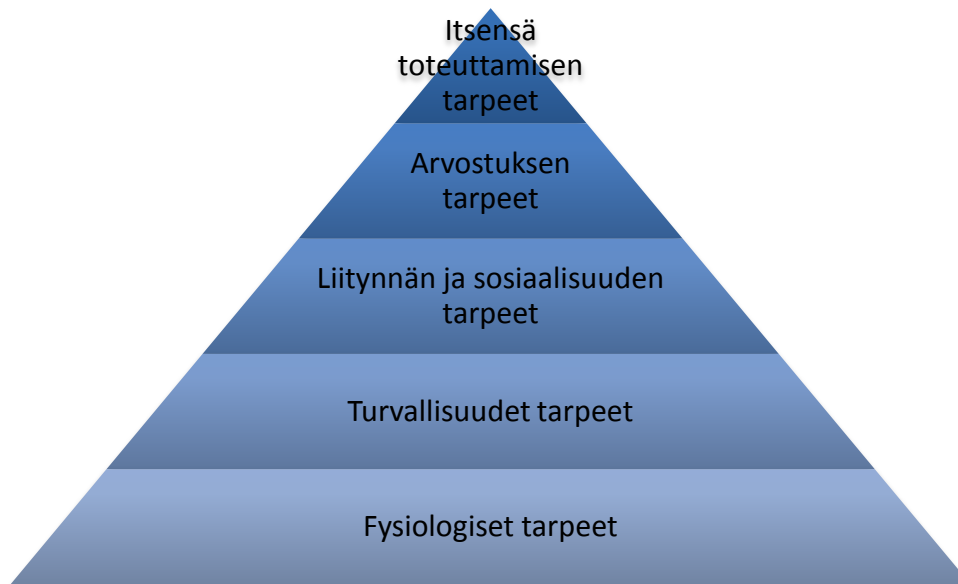 Itsensä
toteuttamisen
tarpeet
Arvostuksen
tarpeet
Liitynnän ja sosiaalisuuden
tarpeet
Turvallisuudet tarpeet
Fysiologiset tarpeet